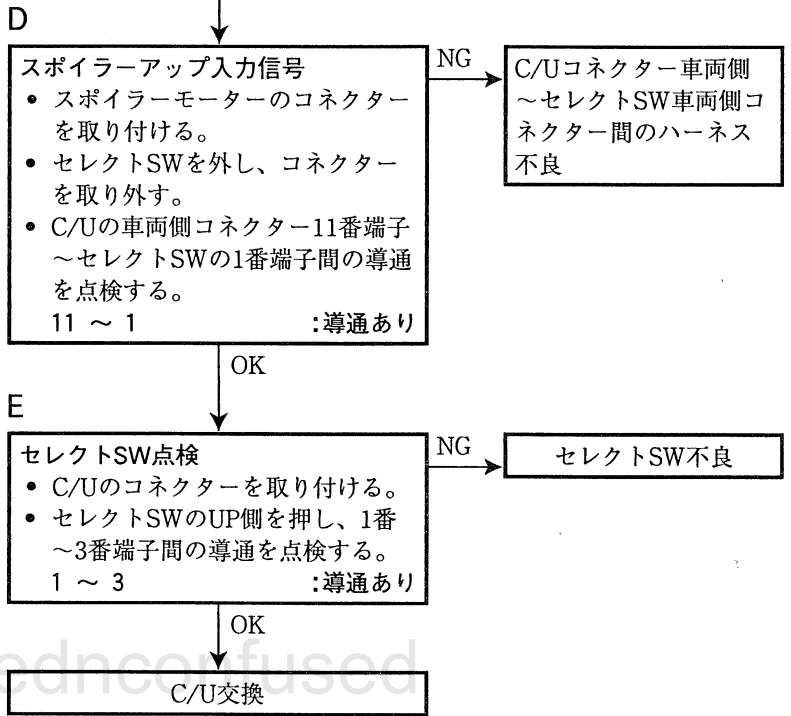 D
スポイラーアップ入力信号
• スポイラーモーターのコネクター
を取り付ける。
• セレクトSWを外し、コネクター
を取り外す。
• C/Uの車両側コネクター11番端子
～セレクトSWの1番端子間の導通
を点検する。
11 ～ 1 :導通あり
NG
C/Uコネクター車両側
～セレクトSW車両側コ
ネクター間のハーネス
不良
OK
E
セレクトSW点検
• C/Uのコネクターを取り付ける。
• セレクトSWのUP側を押し、1番
～3番端子間の導通を点検する。
1 ～ 3 :導通あり
NG
セレクトSW不良
OK
C/U交換
ednconfused